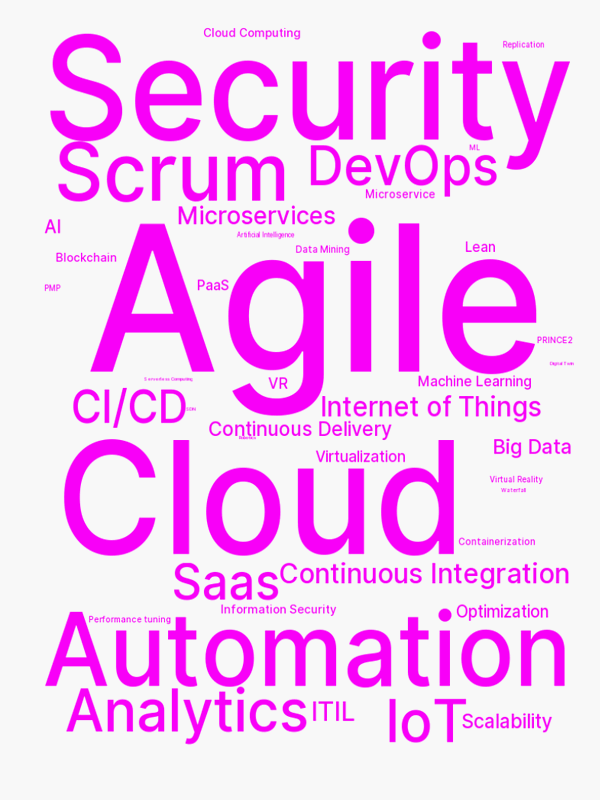 Cloud Computing
Security
Replication
Scrum
DevOps
ML
Microservice
Microservices
AI
Artificial Intelligence
Agile
Data Mining
Lean
Blockchain
PaaS
PMP
PRINCE2
Digital Twin
Serverless Computing
VR
Machine Learning
CI/CD
Internet of Things
Continuous Delivery
Cloud
Virtualization
Big Data
Virtual Reality
Waterfall
Containerization
Saas
Continuous Integration
Information Security
Optimization
Performance tuning
Automation
Analytics
ITIL
IoT
Scalability